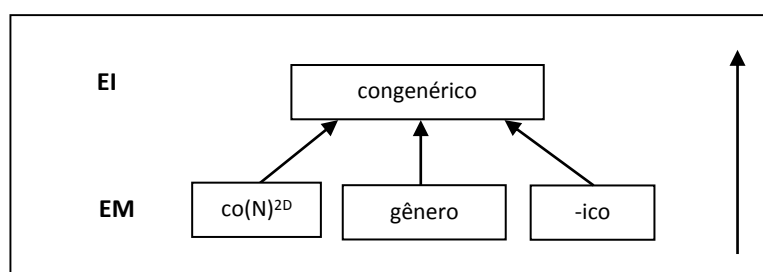 EI
congenérico
EM
co(N)²ᴰ
gênero
-ico